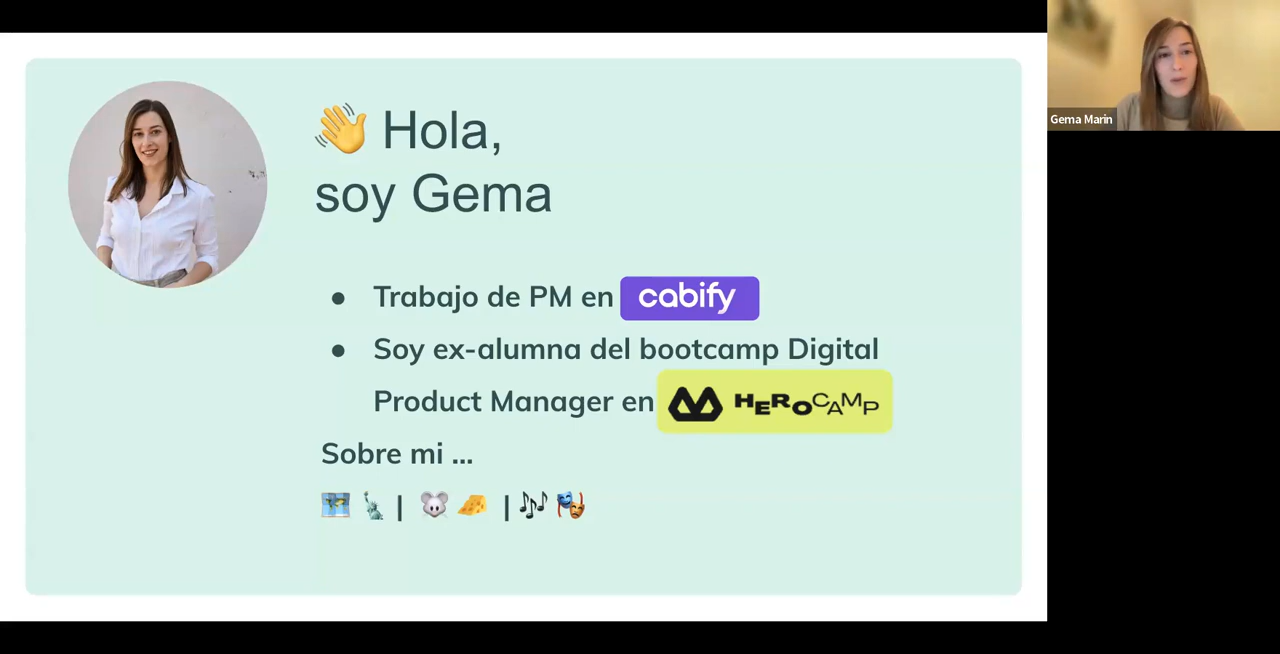 👋 Hola,
soy Gema
● Trabajo de PM en cabify
● Soy ex-alumna del bootcamp Digital
Product Manager en HEROCAMP
Sobre mi ...
🗺️🗽 | 🐭🧀 | 🎶🎭
Gema Marin